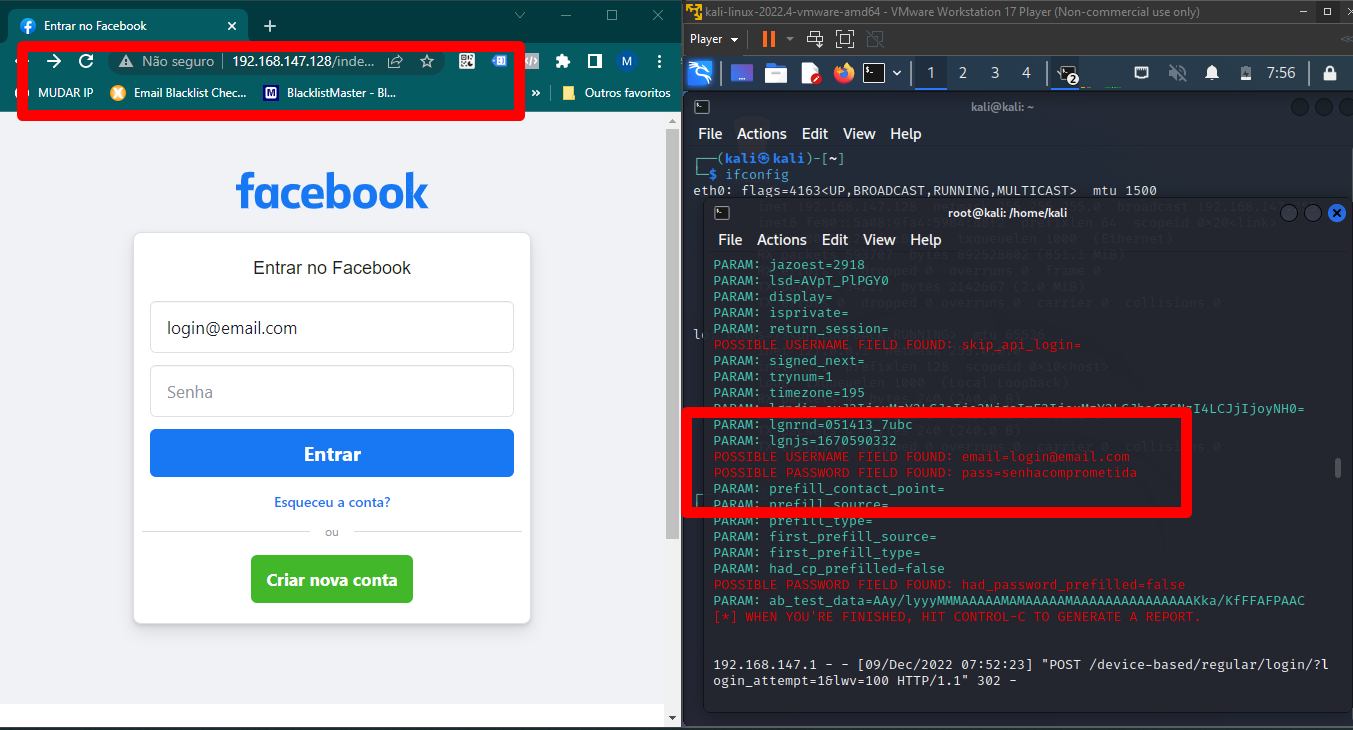 Entrar no Facebook
Não seguro
192.168.147.128/inde...
M
MUDAR IP
Email Blacklist Chec...
BlacklistMaster - Bl...
»
Outros favoritos
facebook
Entrar no Facebook
login@email.com
Senha
Entrar
Esqueceu a conta?
ou
Criar nova conta
kali-linux-2022.4-vmware-amd64 - VMware Workstation 17 Player (Non-commercial use only)
Player
1 2 3 4
2
7:56
kali@kali: ~
File Actions Edit View Help
(kali㉿kali)-[~]
$ ifconfig
eth0: flags=4163<UP,BROADCAST,RUNNING,MULTICAST> mtu 1500
root@kali: /home/kali
File Actions Edit View Help
PARAM: jazoest=2918
PARAM: lsd=AVpT_PlPGY0
PARAM: display=
PARAM: isprivate=
PARAM: return_session=
POSSIBLE USERNAME FIELD FOUND: skip_api_login=
PARAM: signed_next=
PARAM: trynum=1
PARAM: timezone=195
PARAM: lgnrnd=051413_7ubc
PARAM: lgnjs=1670590332
POSSIBLE USERNAME FIELD FOUND: email=login@email.com
POSSIBLE PASSWORD FIELD FOUND: pass=senhacomprometida
PARAM: prefill_contact_point=
PARAM: prefill_source=
PARAM: prefill_type=
PARAM: first_prefill_source=
PARAM: first_prefill_type=
PARAM: had_cp_prefilled=false
POSSIBLE PASSWORD FIELD FOUND: had_password_prefilled=false
PARAM: ab_test_data=AAy/lyyyMMMAAAAAMAMAAAAAMAAAAAAAAAAAAAAAKka/KfFFAFPAAC
[*] WHEN YOU'RE FINISHED, HIT CONTROL-C TO GENERATE A REPORT.
192.168.147.1 - - [09/Dec/2022 07:52:23] "POST /device-based/regular/login/?l
ogin_attempt=1&lwv=100 HTTP/1.1" 302 -